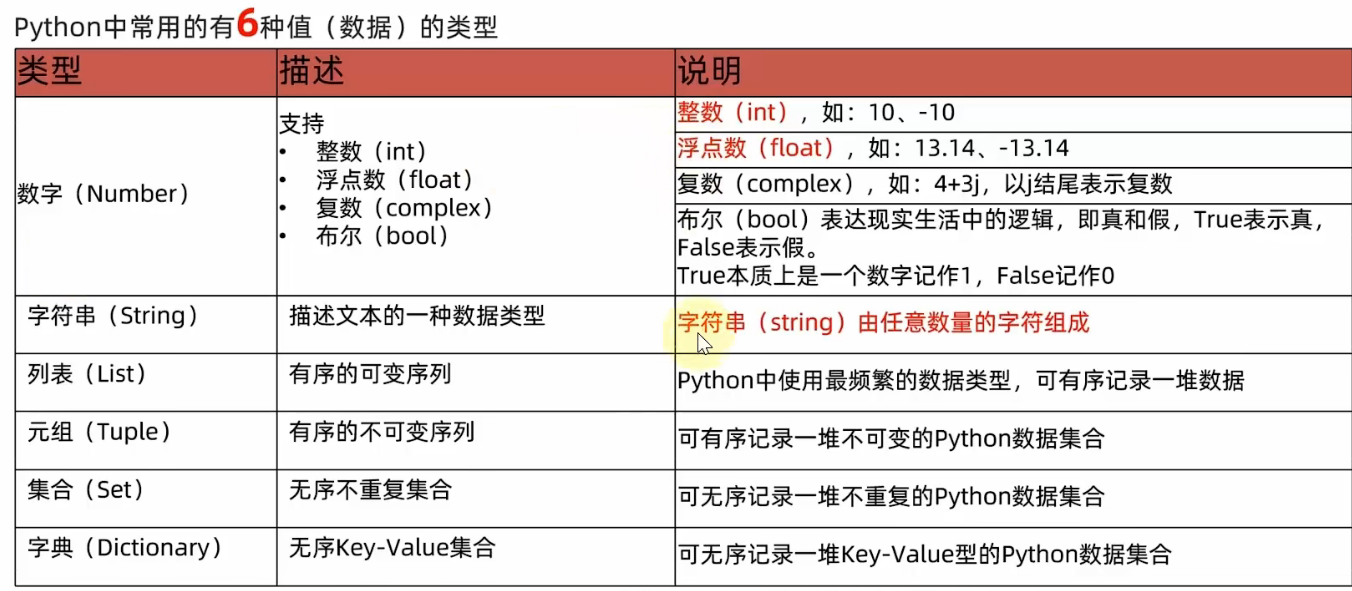 Python中常用的有6种值（数据）的类型
类型 描述 说明
数字（Number）
支持
• 整数（int）
• 浮点数（float）
• 复数（complex）
• 布尔（bool）
整数（int），如：10、-10
浮点数（float），如：13.14、-13.14
复数（complex），如：4+3j，以j结尾表示复数
布尔（bool）表达现实生活中的逻辑，即真和假，True表示真，
False表示假。
True本质上是一个数字记作1，False记作0
字符串（String） 描述文本的一种数据类型 字符串（string）由任意数量的字符组成
列表（List） 有序的可变序列 Python中使用最频繁的数据类型，可有序记录一堆数据
元组（Tuple） 有序的不可变序列 可有序记录一堆不可变的Python数据集合
集合（Set） 无序不重复集合 可无序记录一堆不重复的Python数据集合
字典（Dictionary） 无序Key-Value集合 可无序记录一堆Key-Value型的Python数据集合